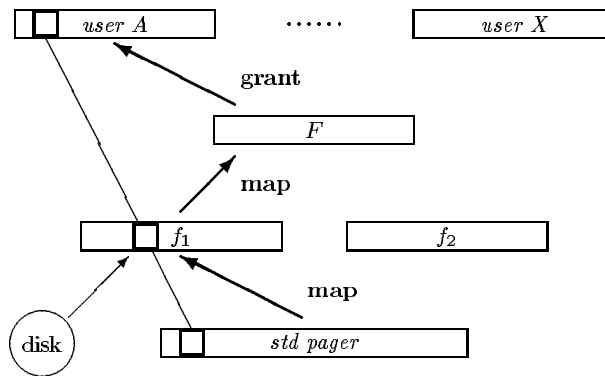 user A ...... user X
grant
F
map
f1 f2
map
disk std pager